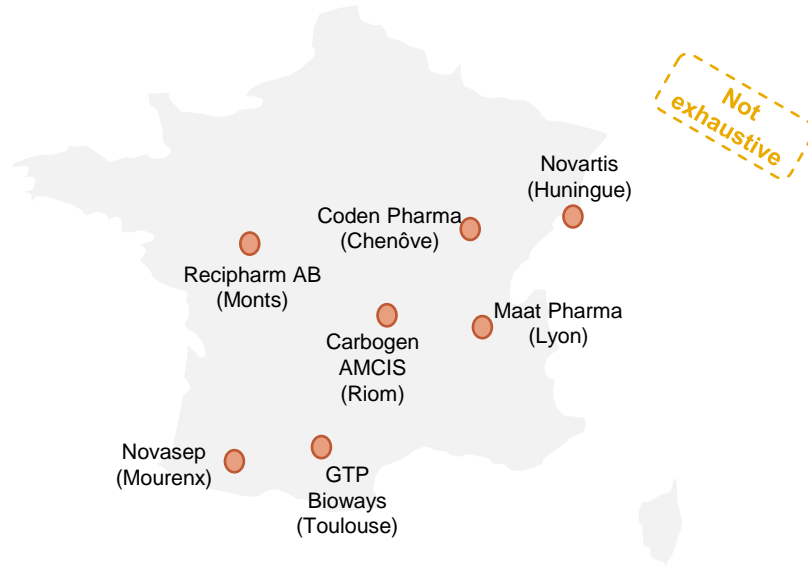 Not
exhaustive
Novartis
(Huningue)
Coden Pharma
(Chenôve)
Recipharm AB
(Monts)
Maat Pharma
(Lyon)
Carbogen
AMCIS
(Riom)
Novasep
(Mourenx)
GTP
Bioways
(Toulouse)